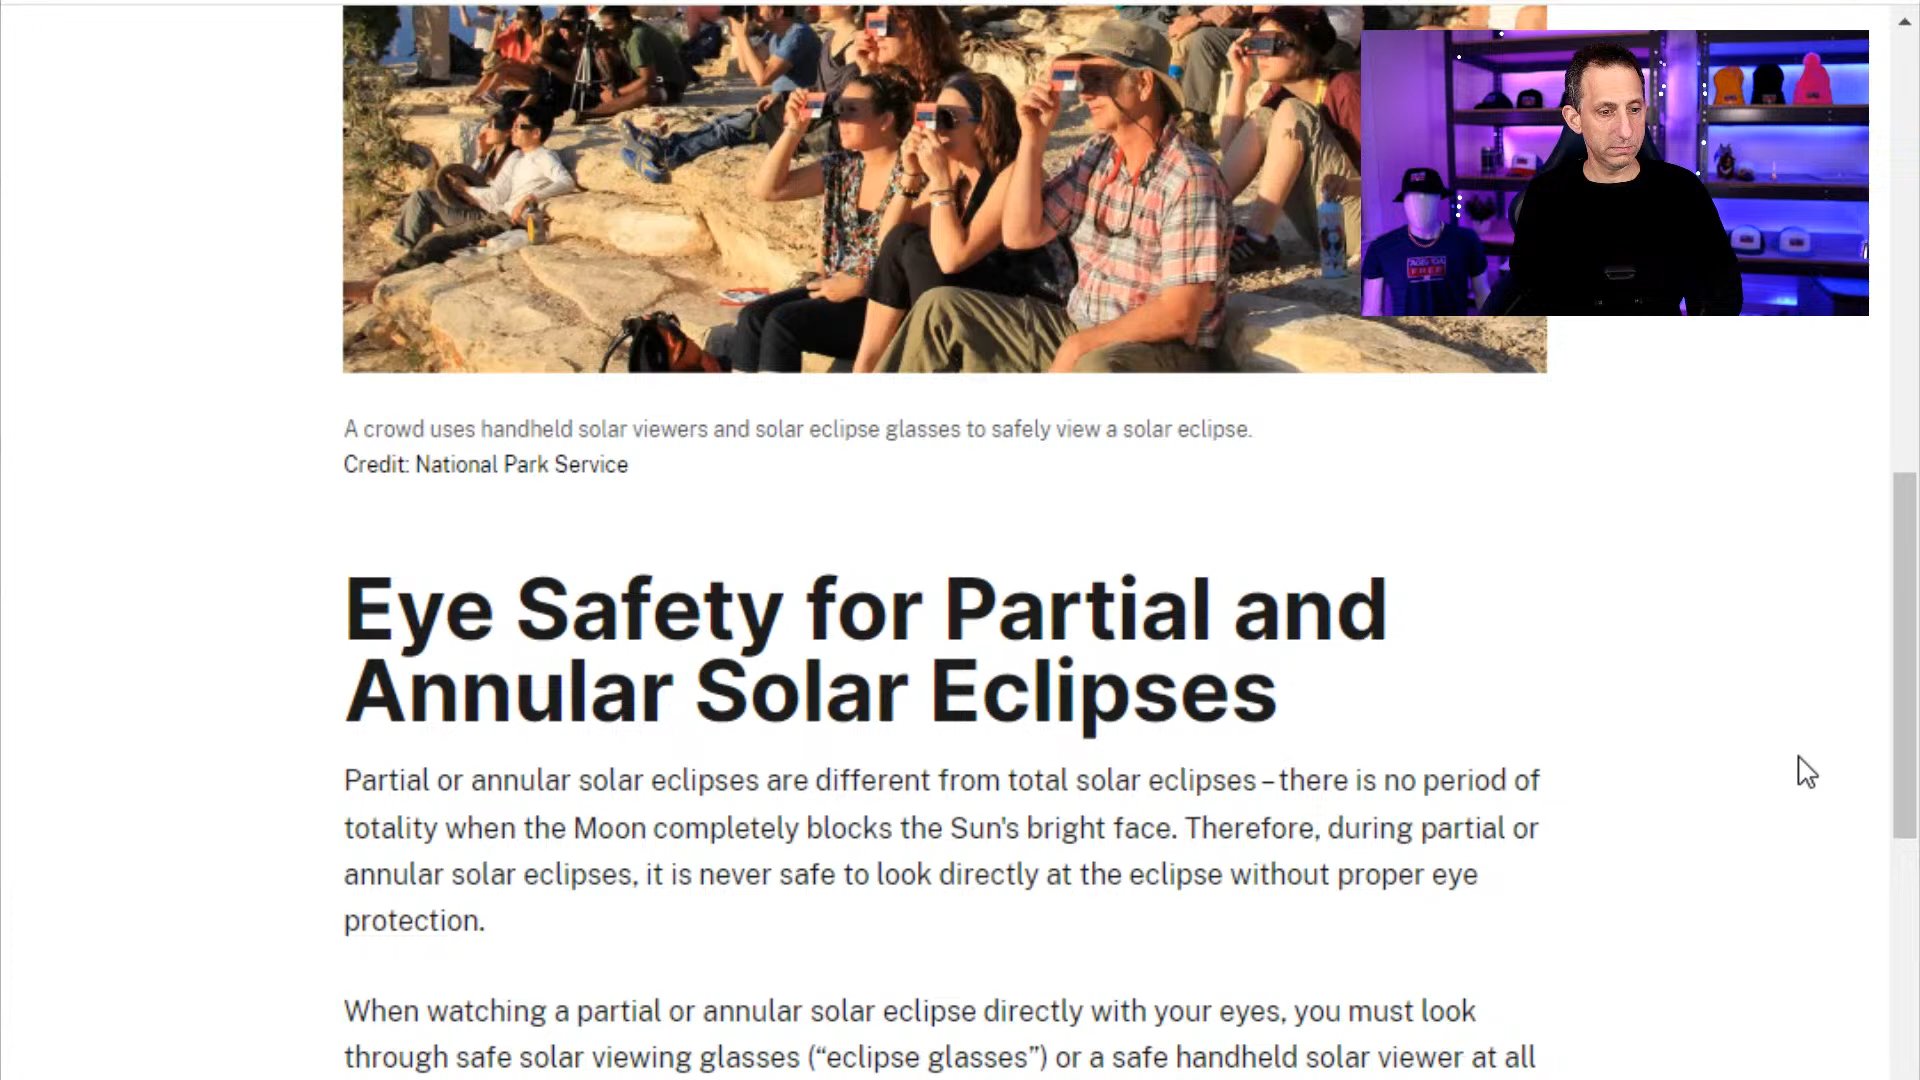 AGENDA
FREE
A crowd uses handheld solar viewers and solar eclipse glasses to safely view a solar eclipse.
Credit: National Park Service
Eye Safety for Partial and
Annular Solar Eclipses
Partial or annular solar eclipses are different from total solar eclipses – there is no period of
totality when the Moon completely blocks the Sun's bright face. Therefore, during partial or
annular solar eclipses, it is never safe to look directly at the eclipse without proper eye
protection.
When watching a partial or annular solar eclipse directly with your eyes, you must look
through safe solar viewing glasses (“eclipse glasses”) or a safe handheld solar viewer at all